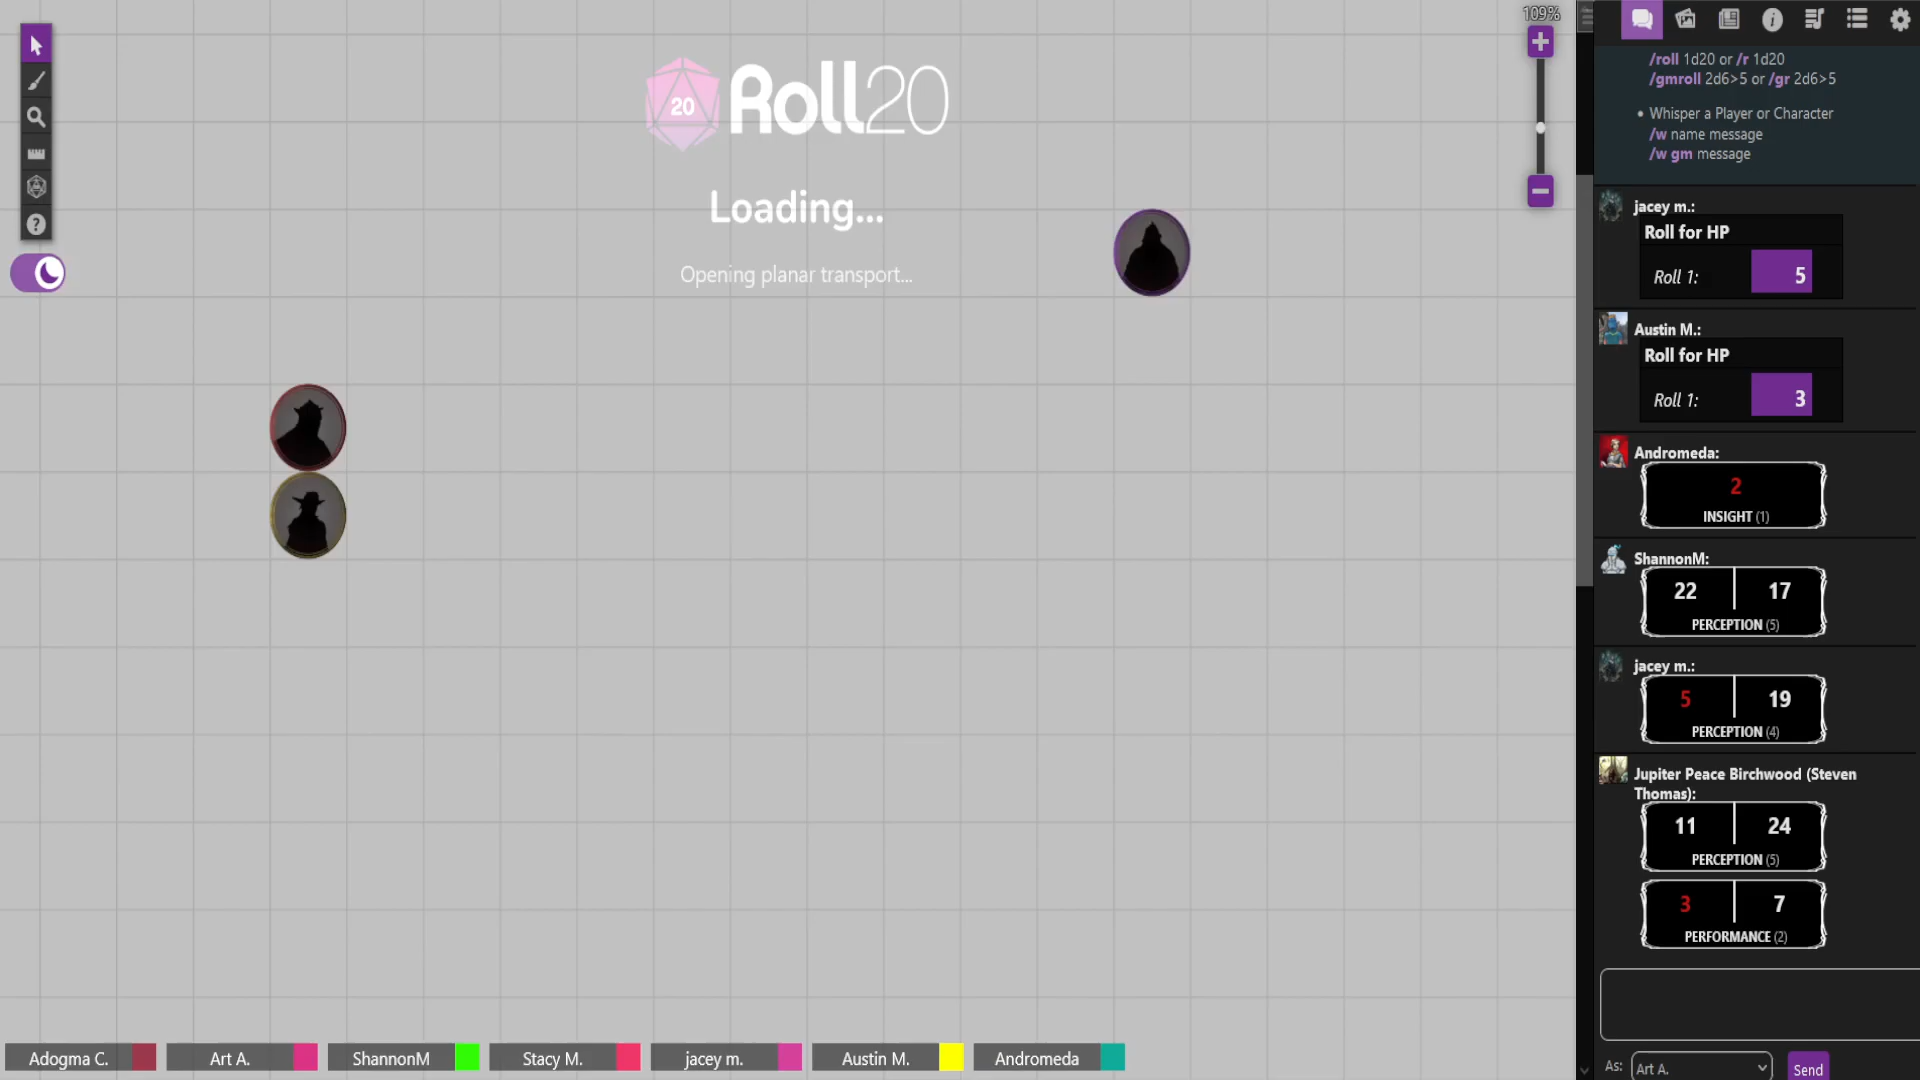 109%
20
Roll20
Loading...
Opening planar transport...
/roll 1d20 or /r 1d20
/gmroll 2d6>5 or /gr 2d6>5
• Whisper a Player or Character
/w name message
/w gm message
jacey m.:
Roll for HP
Roll 1: 5
Austin M.:
Roll for HP
Roll 1: 3
Andromeda:
2
INSIGHT (1)
ShannonM:
22 17
PERCEPTION (5)
jacey m.:
5 19
PERCEPTION (4)
Jupiter Peace Birchwood (Steven
Thomas):
11 24
PERCEPTION (5)
3 7
PERFORMANCE (2)
As: Art A. Send
Adogma C. Art A. ShannonM Stacy M. jacey m. Austin M. Andromeda